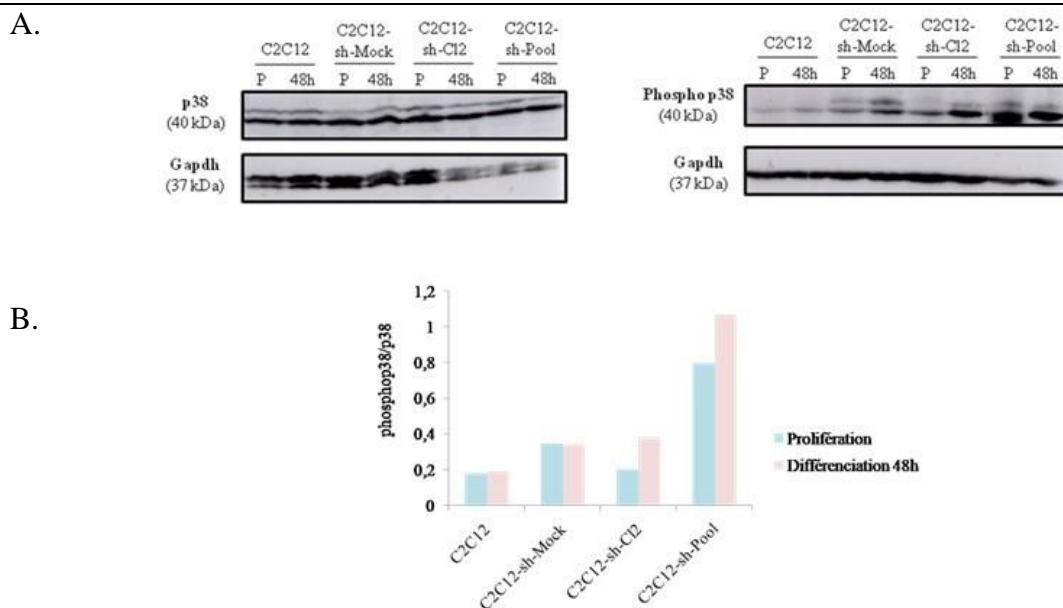 A.
C2C12
C2C12-
sh-Mock
C2C12-
sh-Cl2
C2C12-
sh-Pool
P 48h P 48h P 48h P 48h
p38
(40 kDa)
Gapdh
(37 kDa)
C2C12
C2C12-
sh-Mock
C2C12-
sh-Cl2
C2C12-
sh-Pool
P 48h P 48h P 48h P 48h
Phospho p38
(40 kDa)
Gapdh
(37 kDa)
B.
phosphop38/p38
1,2
1
0,8
0,4
0,2
0
C2C12
C2C12-sh-Mock
C2C12-sh-Cl2
C2C12-sh-Pool
Prolifération
Différenciation 48h